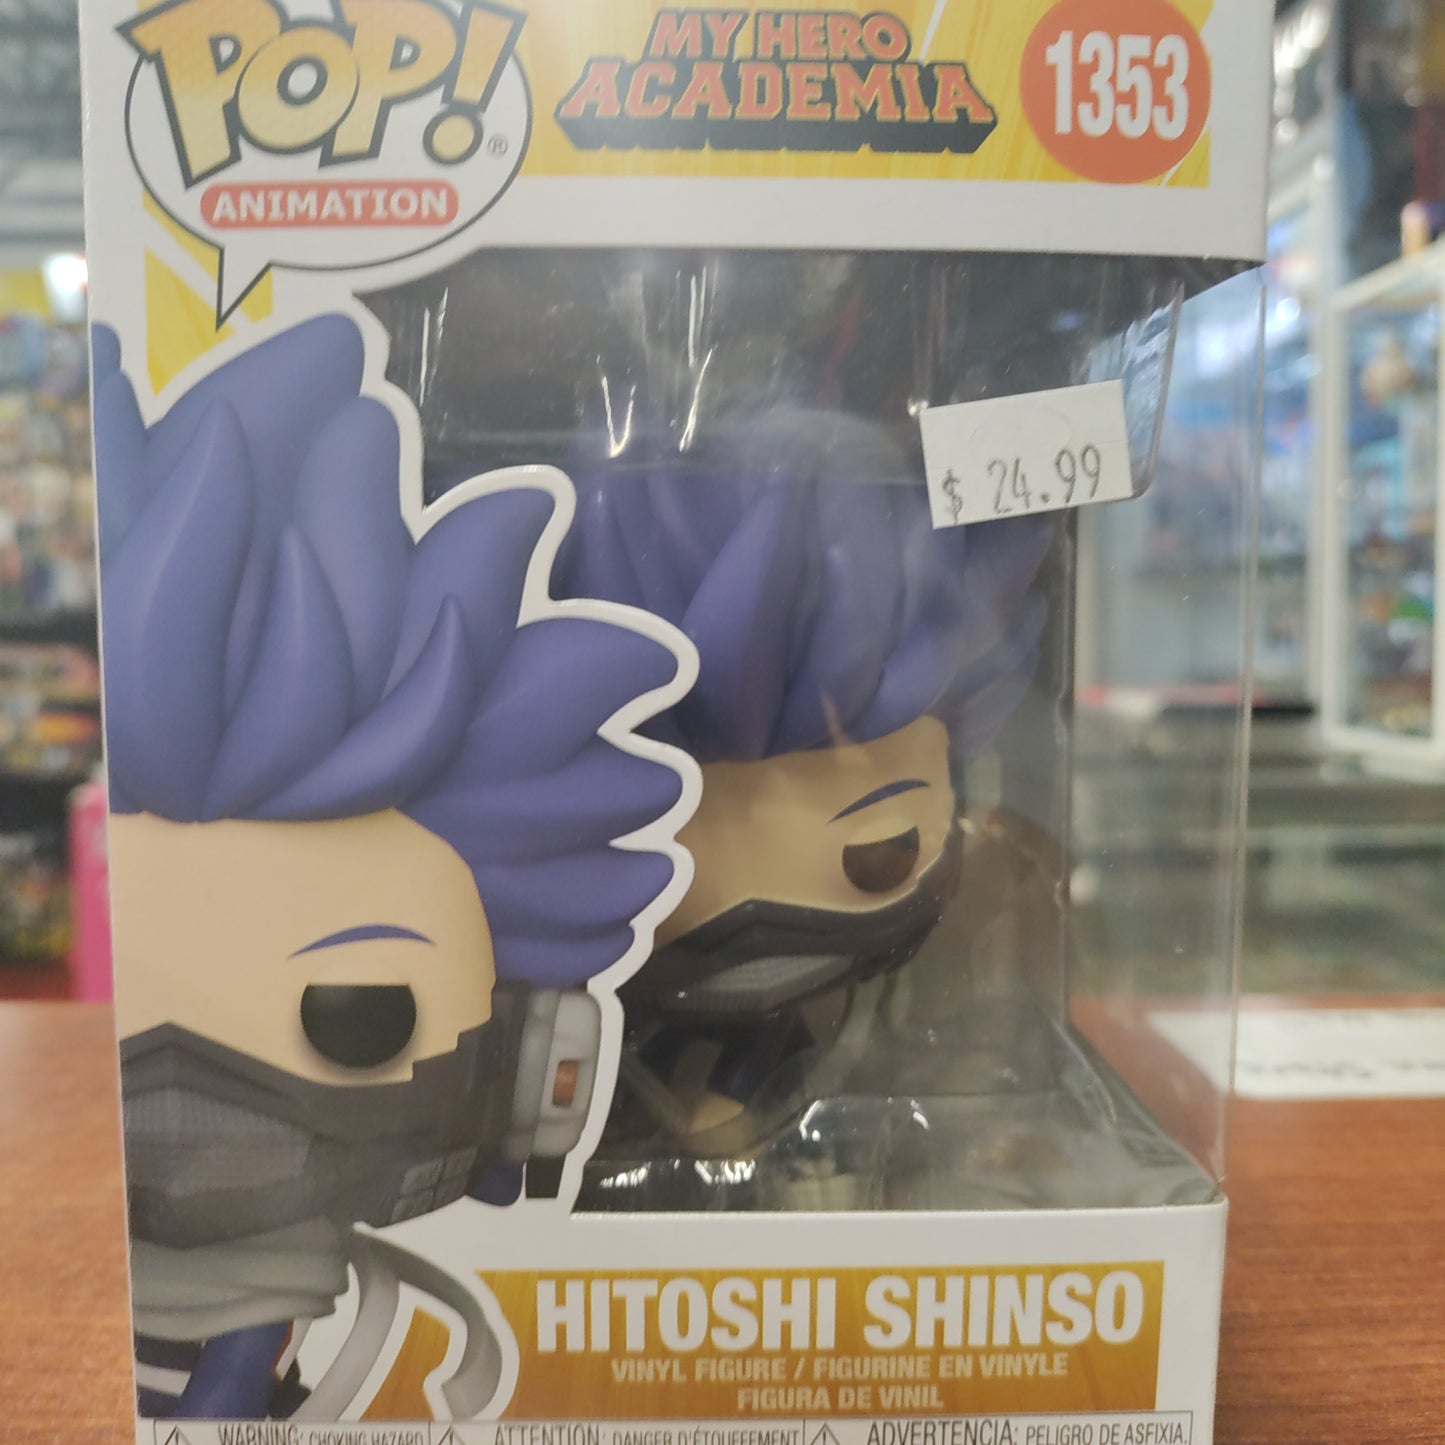 POP!®
ANIMATION
MY HERO
ACADEMIA
1353
$ 24.99
HITOSHI SHINSO
VINYL FIGURE / FIGURINE EN VINYLE
FIGURA DE VINIL
WARNING: CHOKING HAZARD
ATTENTION: DANGER D'ÉTOUFFEMENT
ADVERTENCIA: PELIGRO DE ASFIXIA.